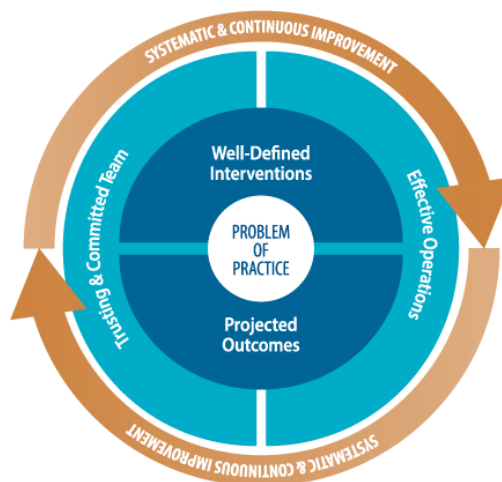 SYSTEMATIC & CONTINUOUS IMPROVEMENT
Well-Defined
Interventions
Trusting & Committed Team
PROBLEM
OF
PRACTICE
Effective Operations
Projected
Outcomes
SYSTEMATIC & CONTINUOUS IMPROVEMENT